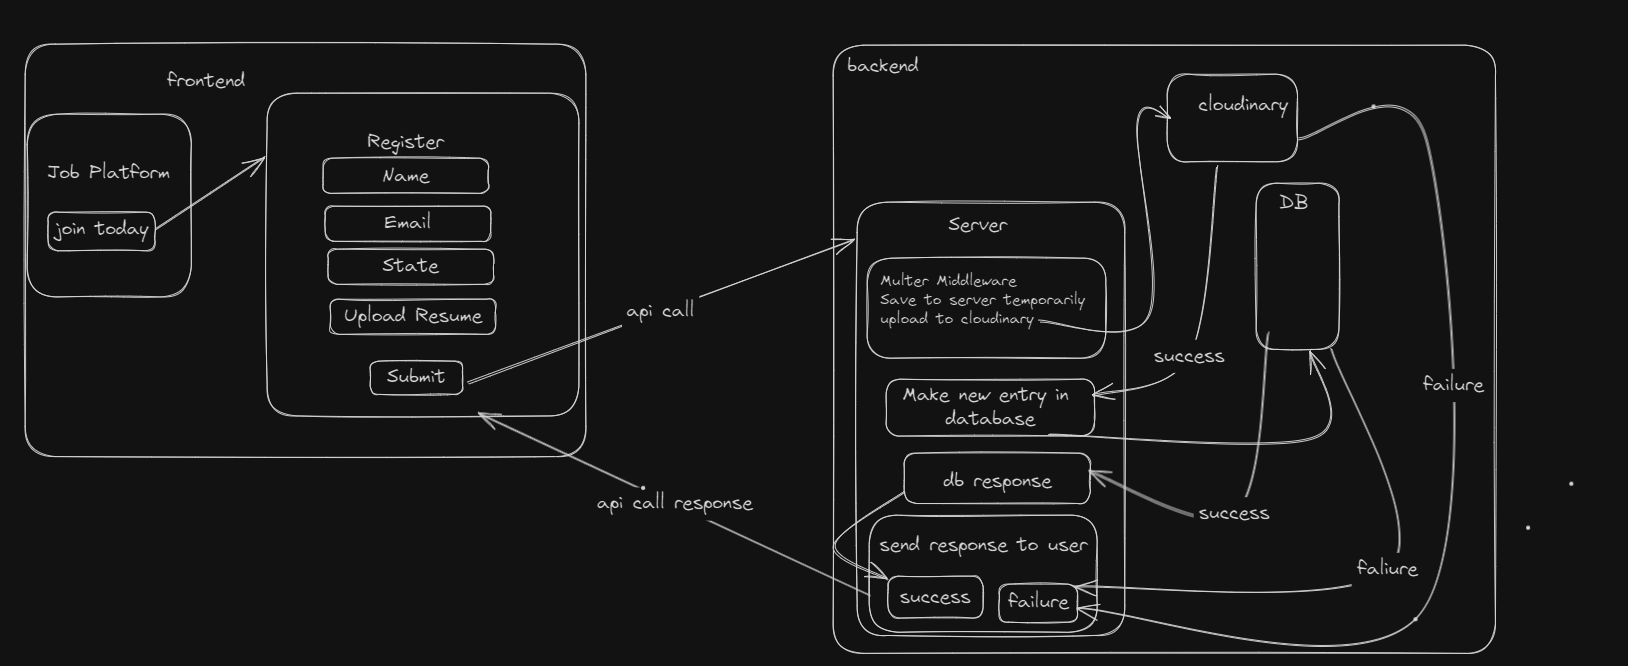 frontend
Job Platform
join today
Register
Name
Email
State
Upload Resume
Submit
api call
api call response
backend
cloudinary
DB
Server
Multer Middleware
Save to server temporarily
upload to cloudinary
success
Make new entry in
database
failure
db response
success
send response to user
success
failure
faliure